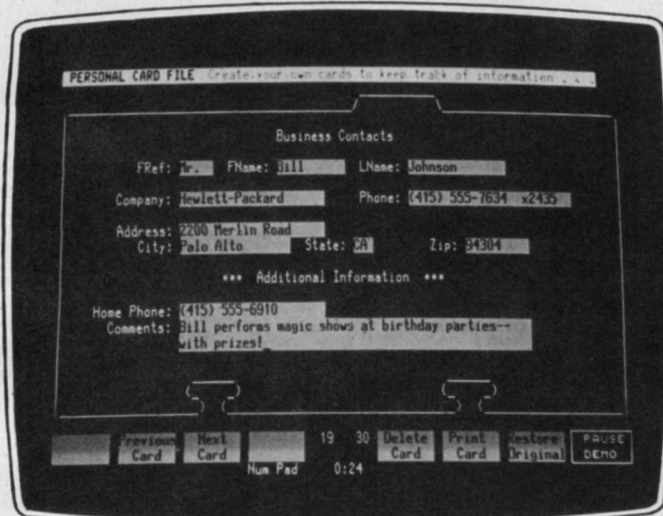 PERSONAL CARD FILE Create-your-own cards to keep track of information . . .
Business Contacts
FRef: Mr. FName: Bill LName: Johnson
Company: Hewlett-Packard Phone: (415) 555-7634 x2435
Address: 2200 Merlin Road
City: Palo Alto State: CA Zip: 94304
*** Additional Information ***
Home Phone: (415) 555-6910
Comments: Bill performs magic shows at birthday parties--
with prizes!_
Previous Card Next Card 19 30 Delete Card Print Card Restore Original PAUSE DEMO
Num Pad 0:24